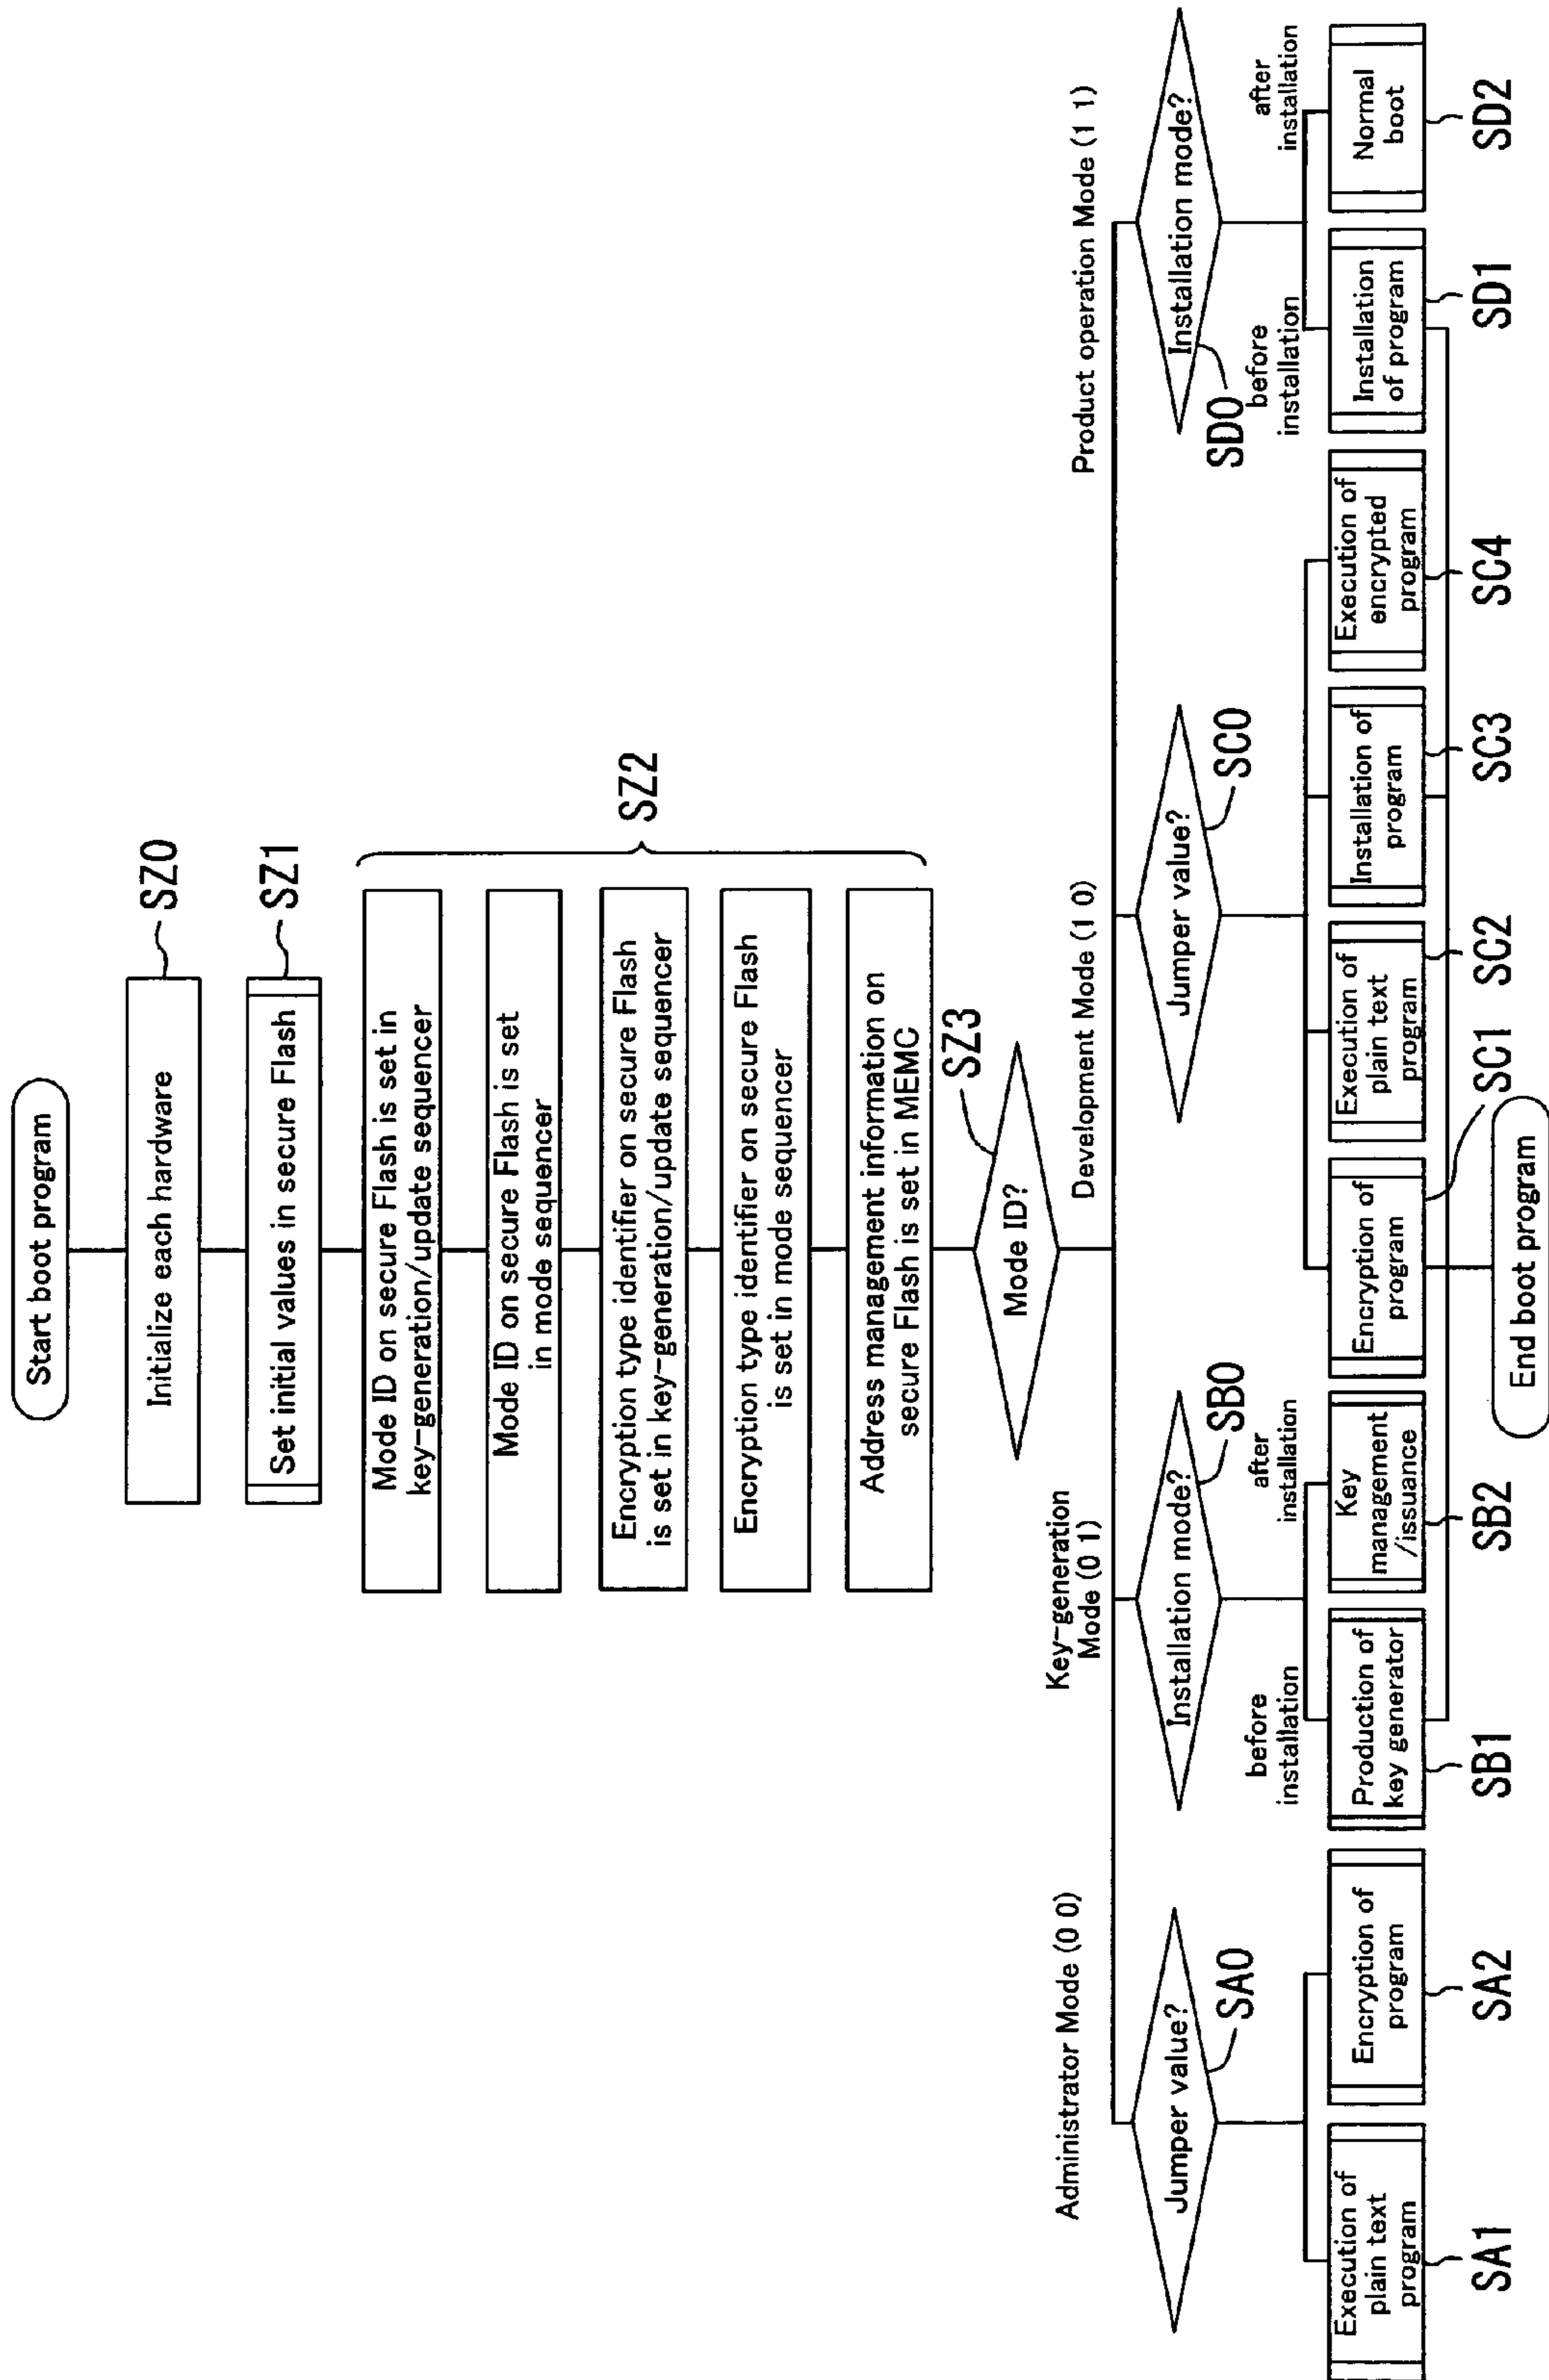 Start boot program
Initialize each hardware
SZ0
Set initial values in secure Flash
SZ1
Mode ID on secure Flash is set in
key-generation/update sequencer
Mode ID on secure Flash is set
in mode sequencer
Encryption type identifier on secure Flash
is set in key-generation/update sequencer
Encryption type identifier on secure Flash
is set in mode sequencer
Address management information on
secure Flash is set in MEMC
SZ2
Mode ID?
SZ3
Administrator Mode (0 0)
Key-generation
Mode (0 1)
Development Mode (1 0)
Product operation Mode (1 1)
Jumper value?
SA0
Installation mode?
SB0
Jumper value?
SC0
Installation mode?
SD0
before
installation
after
installation
before
installation
after
installation
Execution of
plain text
program
SA1
Encryption of
program
SA2
Production of
key generator
SB1
Key
management
/issuance
SB2
Encryption of
program
SC1
Execution of
plain text
program
SC2
Installation of
program
SC3
Execution of
encrypted
program
SC4
Installation
of program
SD1
Normal
boot
SD2
End boot program